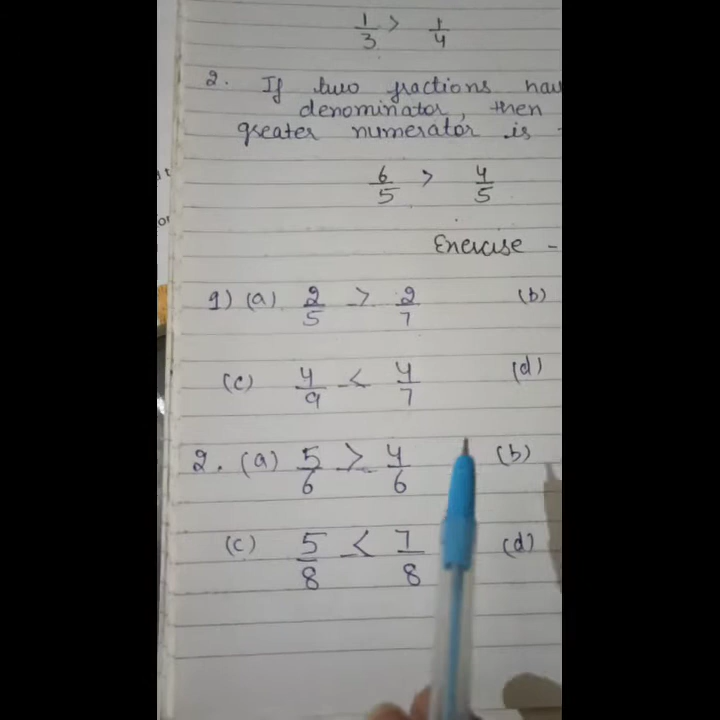 1/3 > 1/4
2. If two fractions hav
denominator, then
greater numerator is
6/5 > 4/5
Exercise -
1) (a) 2/5 > 2/7 (b)
(c) 4/9 < 4/7 (d)
2. (a) 5/6 > 4/6 (b)
(c) 5/8 < 7/8 (d)